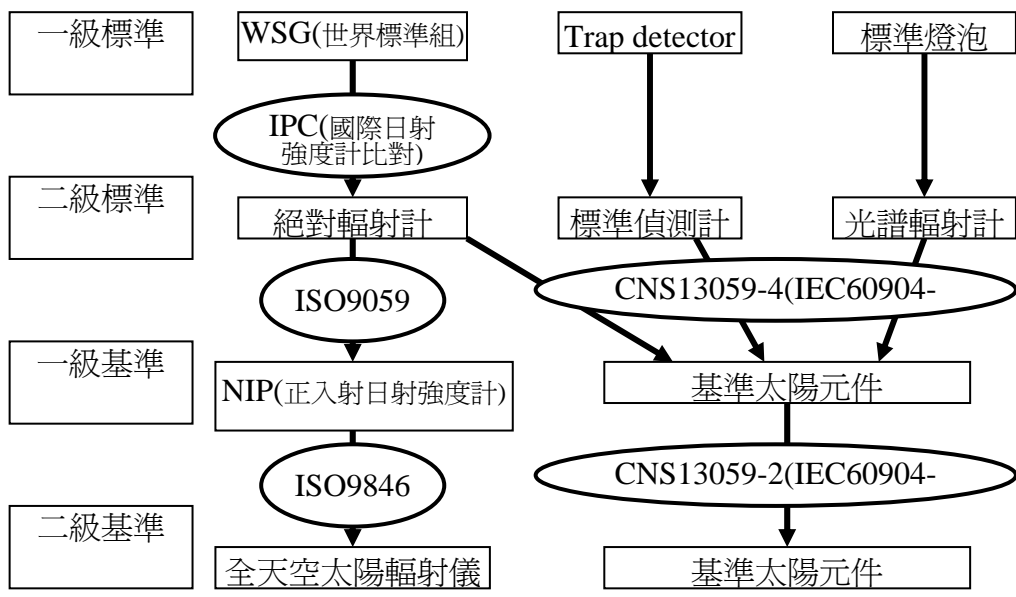 一級標準
WSG(世界標準組)
Trap detector
標準燈泡
IPC(國際日射
強度計比對)
二級標準
絕對輻射計
標準偵測計
光譜輻射計
ISO9059
CNS13059-4(IEC60904-
一級基準
NIP(正入射日射強度計)
基準太陽元件
ISO9846
CNS13059-2(IEC60904-
二級基準
全天空太陽輻射儀
基準太陽元件